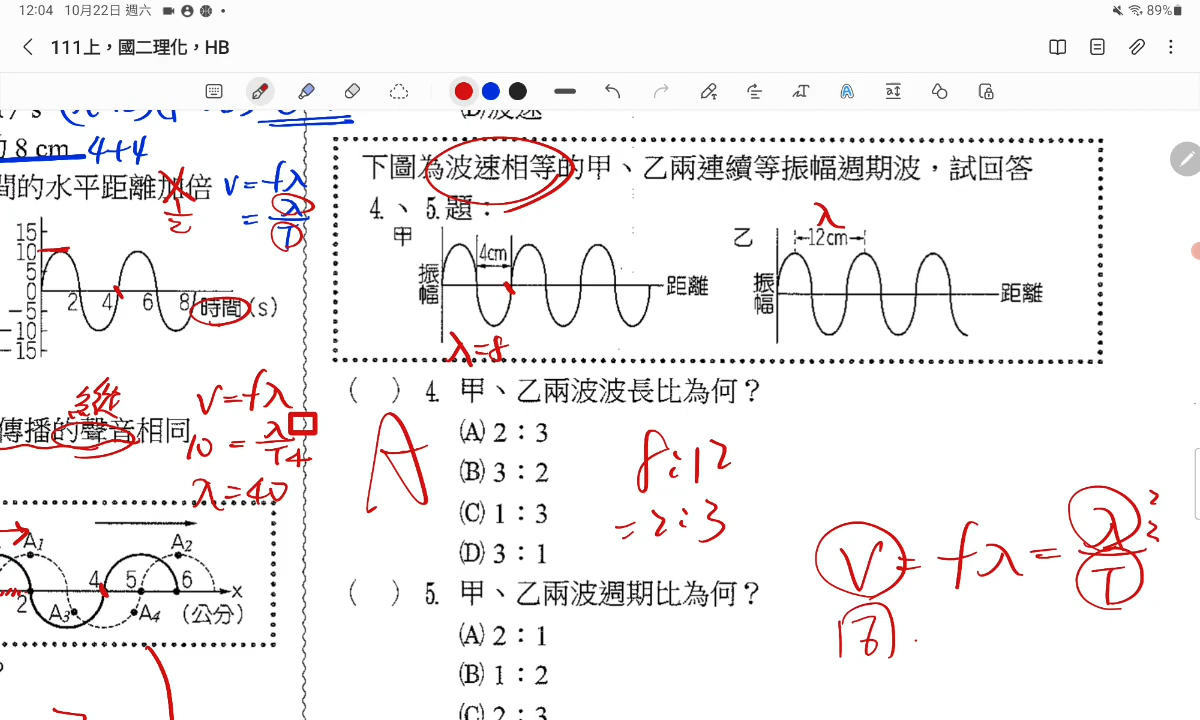 12:04 10月22日 週六 89%
111上，國二理化，HB
8 cm 4+4
間的水平距離加倍 1/2
v=fλ
=λ/T
15
10
5
0
-5
-10
-15
2 4 6 8 時間(s)
縱
傳播的聲音相同
v=fλ
10=λ/T 4
λ=40
A1 A2
2 4 5 6 x
A3 A4 (公分)
(D)波速
下圖為波速相等的甲、乙兩連續等振幅週期波，試回答
4、5.題：
甲
振幅
4cm
距離
λ=8
乙
振幅
λ
12cm
距離
( ) 4. 甲、乙兩波波長比為何？
A
(A) 2：3
(B) 3：2
(C) 1：3
(D) 3：1
8:12
=2:3
( ) 5. 甲、乙兩波週期比為何？
(A) 2：1
(B) 1：2
(C) 2：3
V=fλ=λ/T 2 2